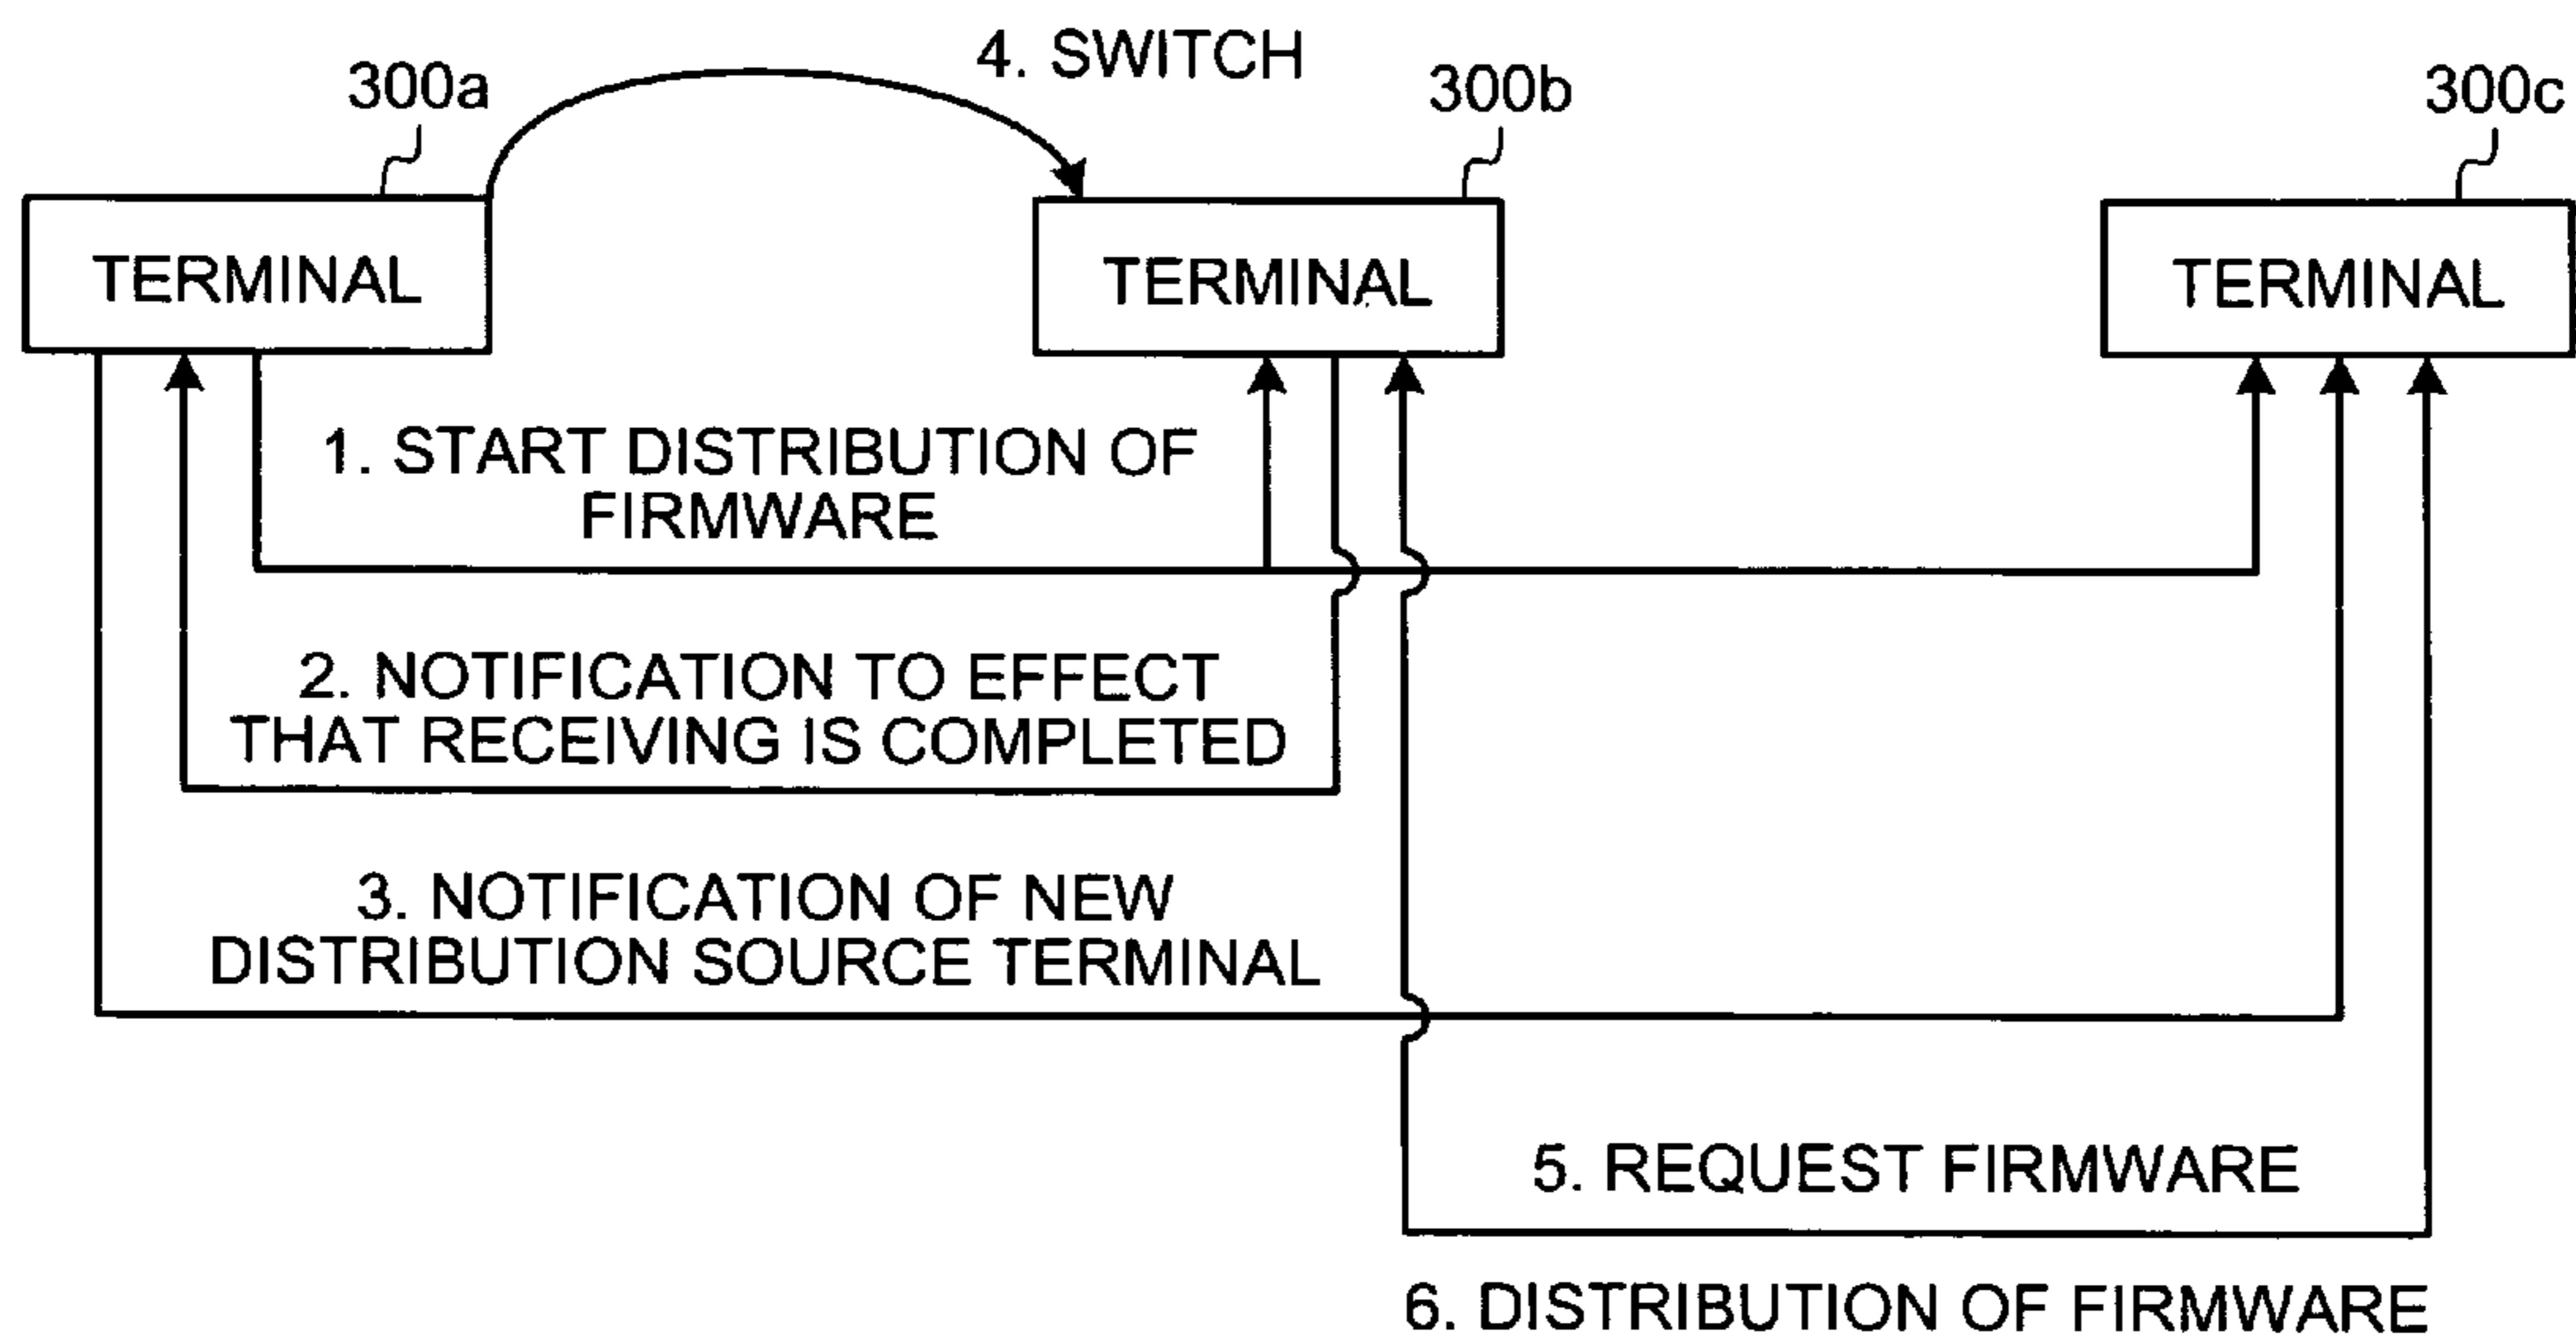 4. SWITCH
300a
300b
300c
TERMINAL
TERMINAL
TERMINAL
1. START DISTRIBUTION OF
FIRMWARE
2. NOTIFICATION TO EFFECT
THAT RECEIVING IS COMPLETED
3. NOTIFICATION OF NEW
DISTRIBUTION SOURCE TERMINAL
5. REQUEST FIRMWARE
6. DISTRIBUTION OF FIRMWARE